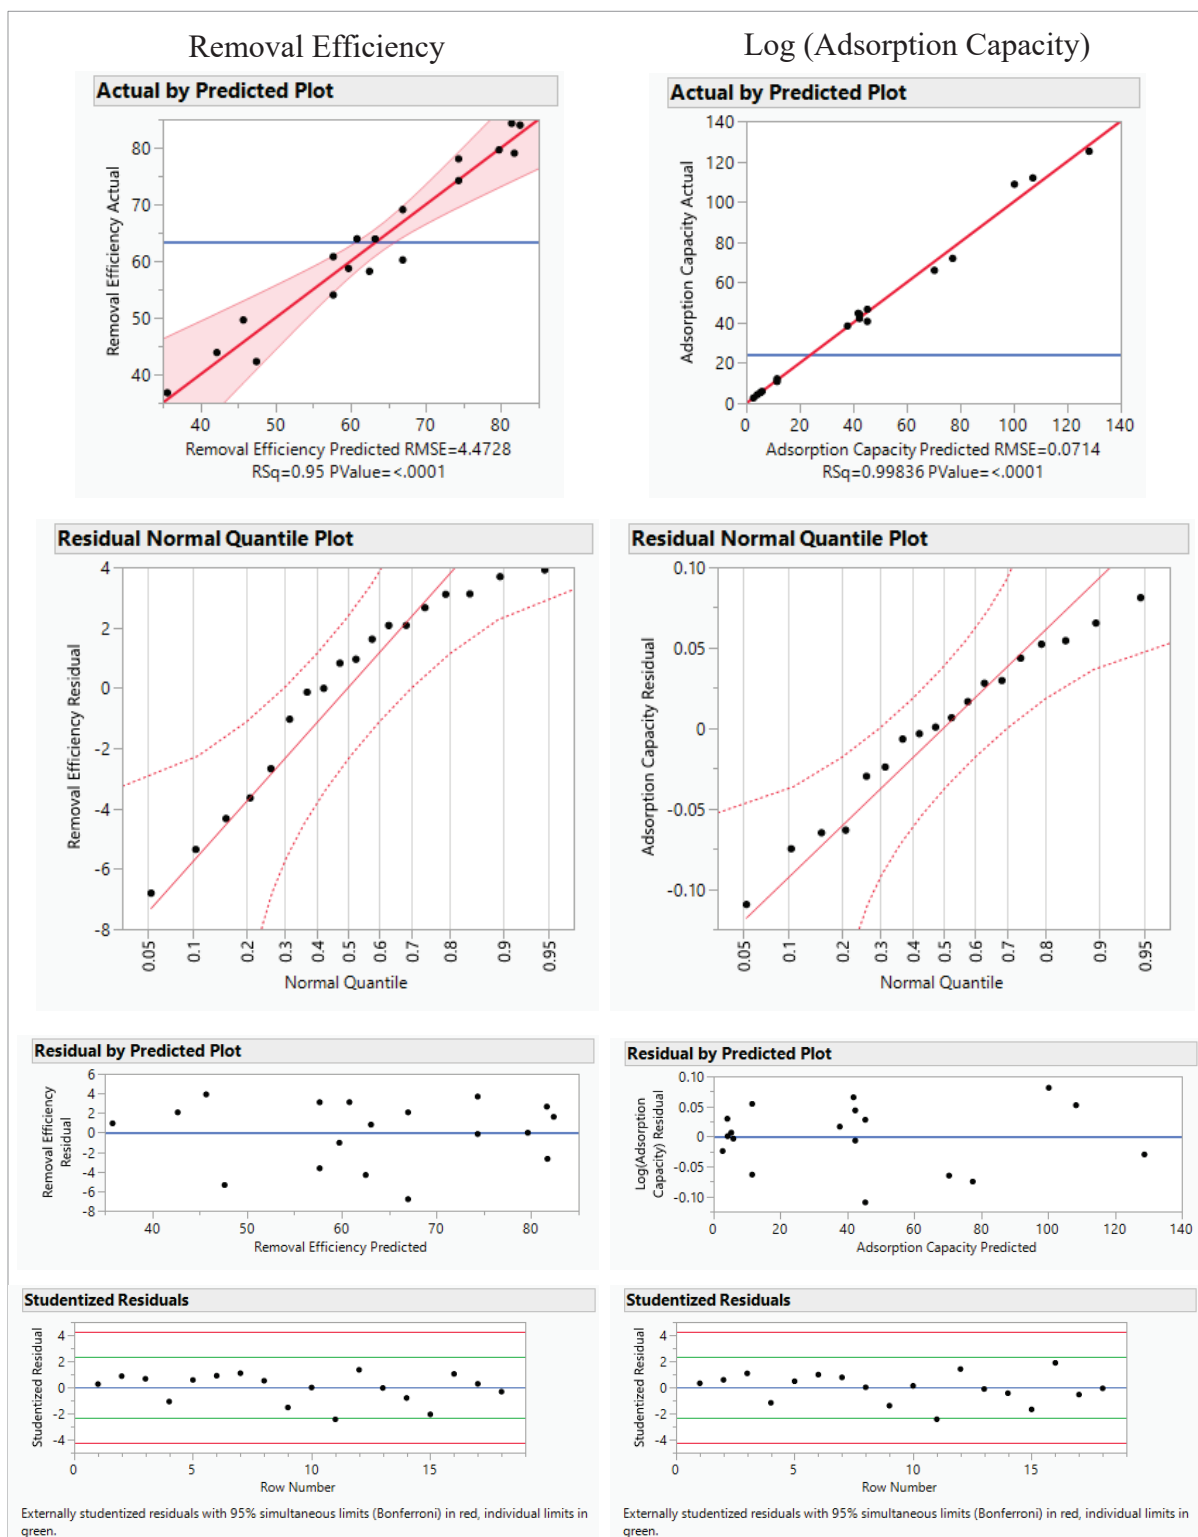 Removal Efficiency
Log (Adsorption Capacity)
Actual by Predicted Plot
Removal Efficiency Actual
80
70
60
50
40
40 50 60 70 80
Removal Efficiency Predicted RMSE=4.4728
RSq=0.95 PValue=<.0001
Actual by Predicted Plot
Adsorption Capacity Actual
140
120
100
80
60
40
20
0
0 20 40 60 80 100 120 140
Adsorption Capacity Predicted RMSE=0.0714
RSq=0.99836 PValue=<.0001
Residual Normal Quantile Plot
Removal Efficiency Residual
4
2
0
-2
-4
-6
-8
0.05 0.1 0.2 0.3 0.4 0.5 0.6 0.7 0.8 0.9 0.95
Normal Quantile
Residual Normal Quantile Plot
Adsorption Capacity Residual
0.10
0.05
0
-0.05
-0.10
0.05 0.1 0.2 0.3 0.4 0.5 0.6 0.7 0.8 0.9 0.95
Normal Quantile
Residual by Predicted Plot
Removal Efficiency
Residual
6
4
2
0
-2
-4
-6
-8
40 50 60 70 80
Removal Efficiency Predicted
Residual by Predicted Plot
Log(Adsorption
Capacity) Residual
0.10
0.05
0
-0.05
-0.10
0 20 40 60 80 100 120 140
Adsorption Capacity Predicted
Studentized Residuals
Studentized Residual
4
2
0
-2
-4
0 5 10 15
Row Number
Externally studentized residuals with 95% simultaneous limits (Bonferroni) in red, individual limits in
green.
Studentized Residuals
Studentized Residual
4
2
0
-2
-4
0 5 10 15
Row Number
Externally studentized residuals with 95% simultaneous limits (Bonferroni) in red, individual limits in
green.